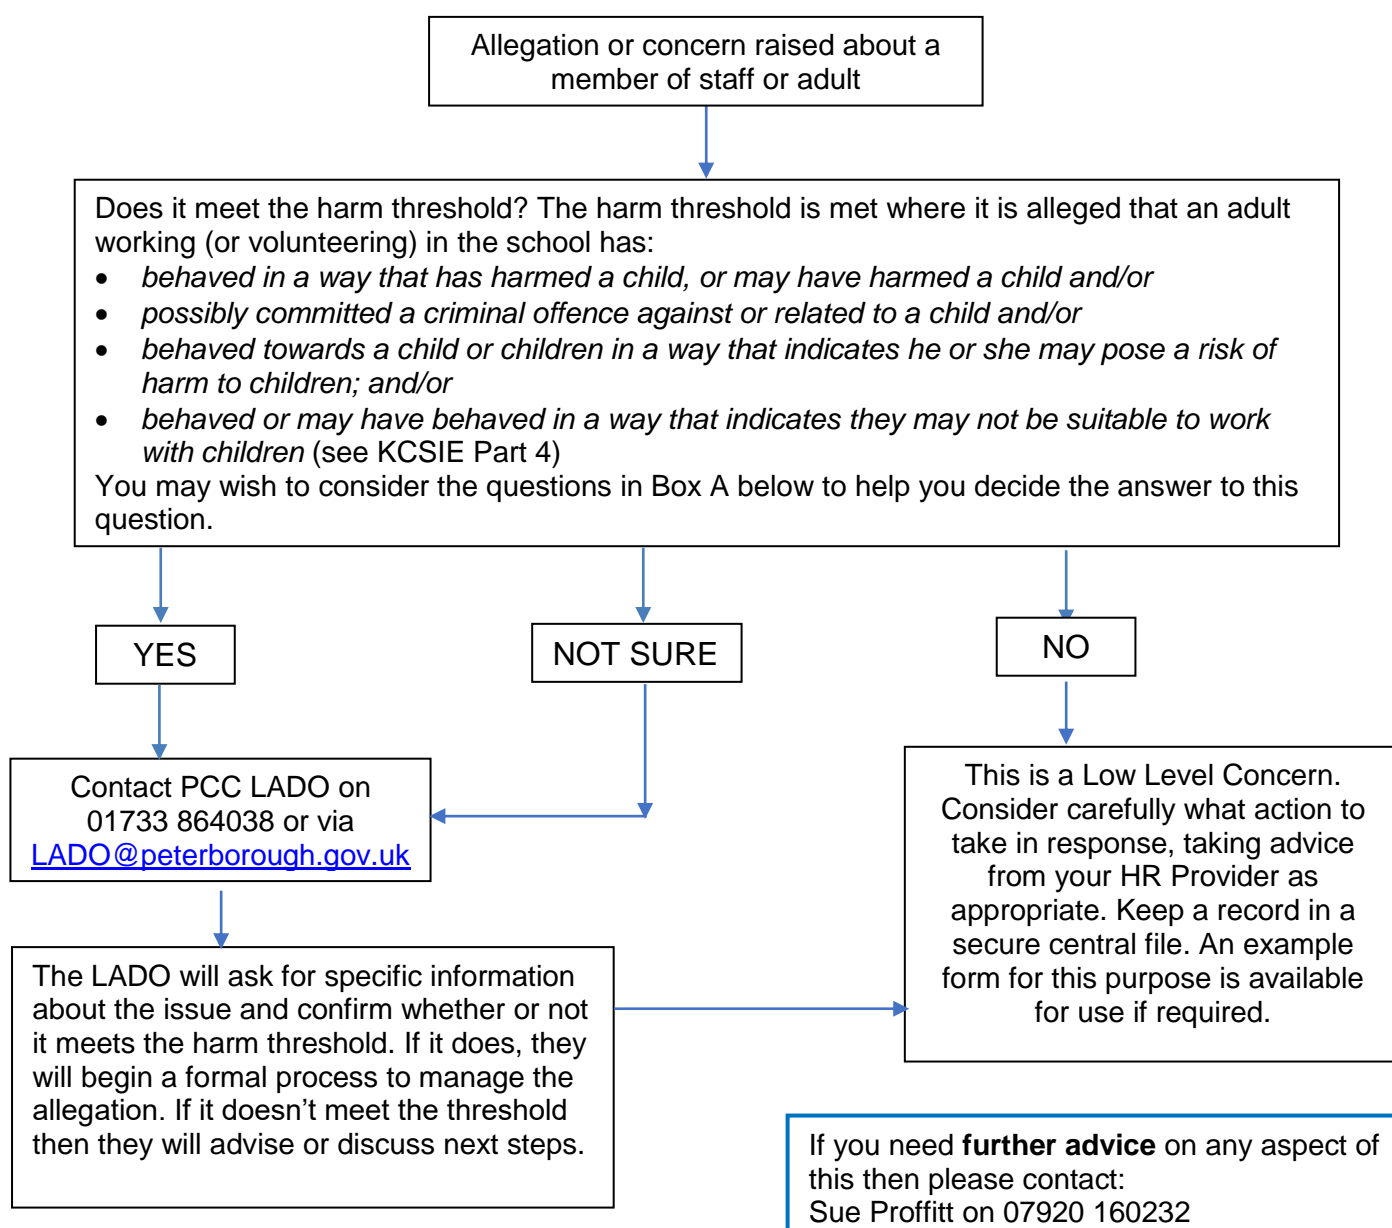 Allegation or concern raised about a
member of staff or adult
Does it meet the harm threshold? The harm threshold is met where it is alleged that an adult
working (or volunteering) in the school has:
• behaved in a way that has harmed a child, or may have harmed a child and/or
• possibly committed a criminal offence against or related to a child and/or
• behaved towards a child or children in a way that indicates he or she may pose a risk of
harm to children; and/or
• behaved or may have behaved in a way that indicates they may not be suitable to work
with children (see KCSIE Part 4)
You may wish to consider the questions in Box A below to help you decide the answer to this
question.
YES
NOT SURE
NO
Contact PCC LADO on
01733 864038 or via
LADO@peterborough.gov.uk
This is a Low Level Concern.
Consider carefully what action to
take in response, taking advice
from your HR Provider as
appropriate. Keep a record in a
secure central file. An example
form for this purpose is available
for use if required.
The LADO will ask for specific information
about the issue and confirm whether or not
it meets the harm threshold. If it does, they
will begin a formal process to manage the
allegation. If it doesn’t meet the threshold
then they will advise or discuss next steps.
If you need further advice on any aspect of
this then please contact:
Sue Proffitt on 07920 160232